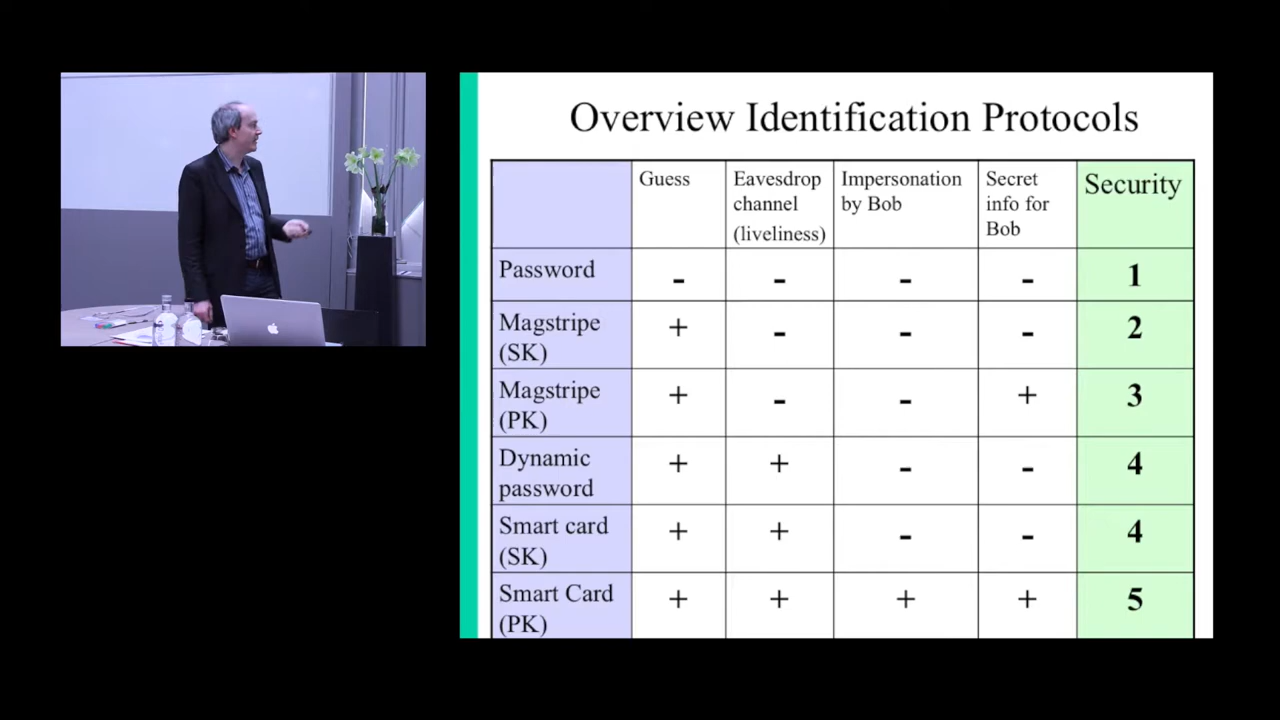 Overview Identification Protocols
Guess Eavesdrop channel (liveliness) Impersonation by Bob Secret info for Bob Security
Password - - - - 1
Magstripe (SK) + - - - 2
Magstripe (PK) + - - + 3
Dynamic password + + - - 4
Smart card (SK) + + - - 4
Smart Card (PK) + + + + 5